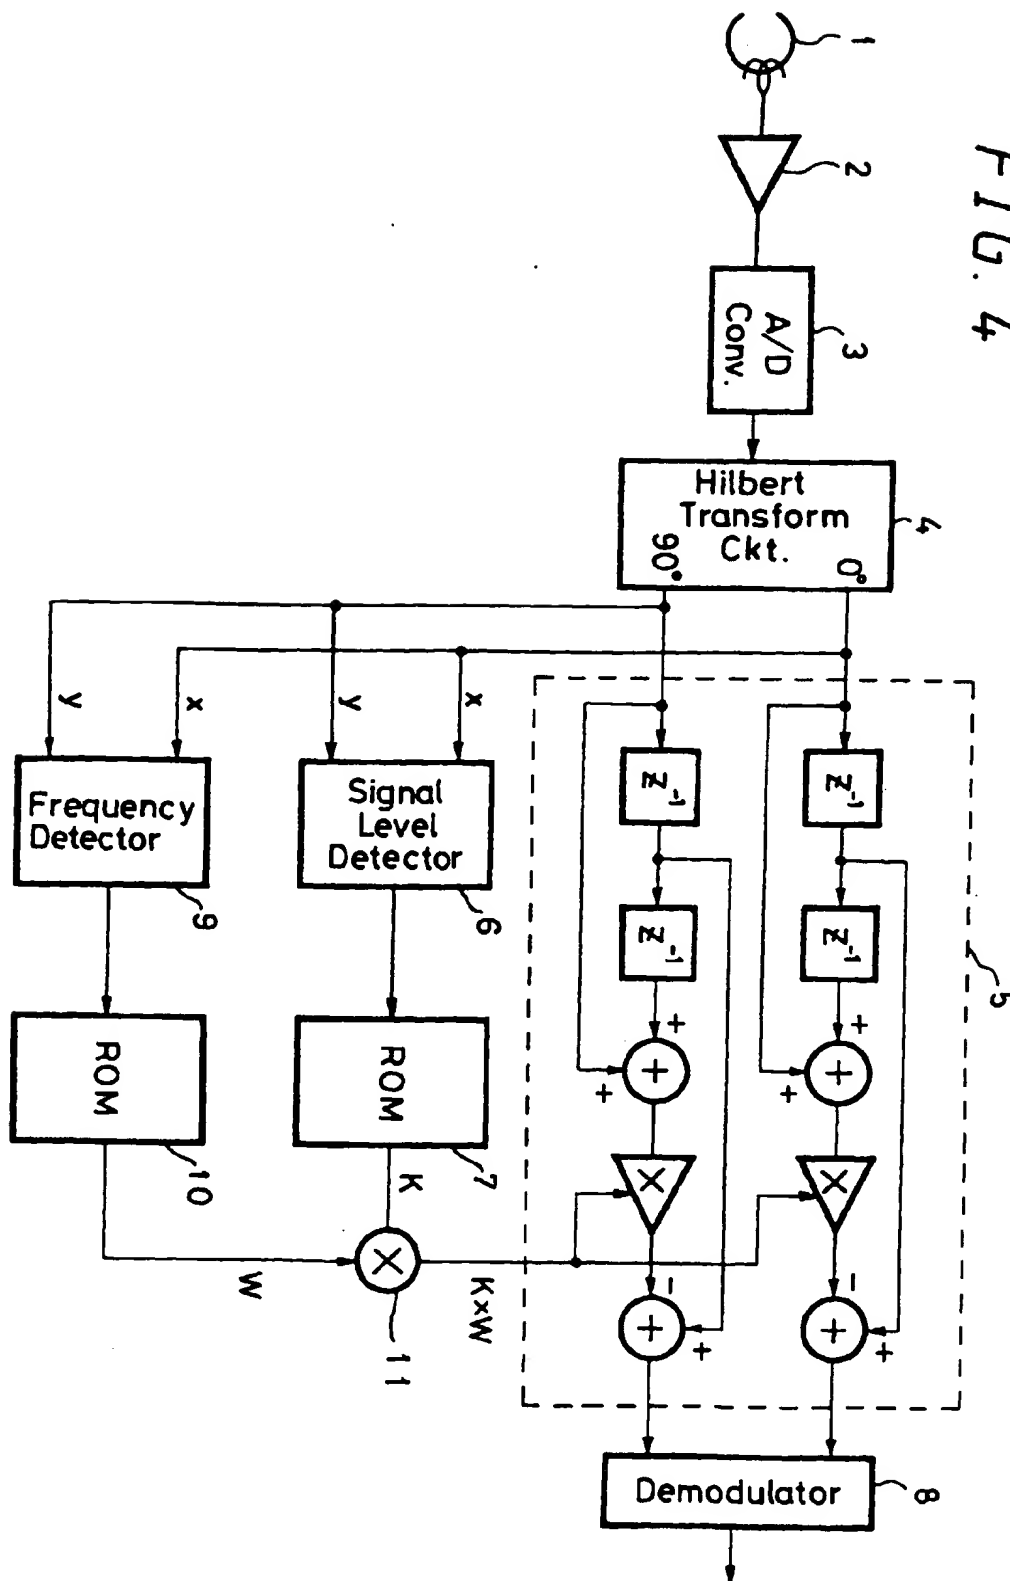 FIG. 4
1
2
3
A/D
Conv.
4
Hilbert
Transform
Ckt.
0°
90°
x
y
x
y
5
Z⁻¹
Z⁻¹
Z⁻¹
Z⁻¹
+
+
+
+
+
+
×
×
-
+
+
-
+
+
Signal
Level
Detector
6
Frequency
Detector
9
ROM
7
ROM
10
K
W
×
11
K×W
Demodulator
8